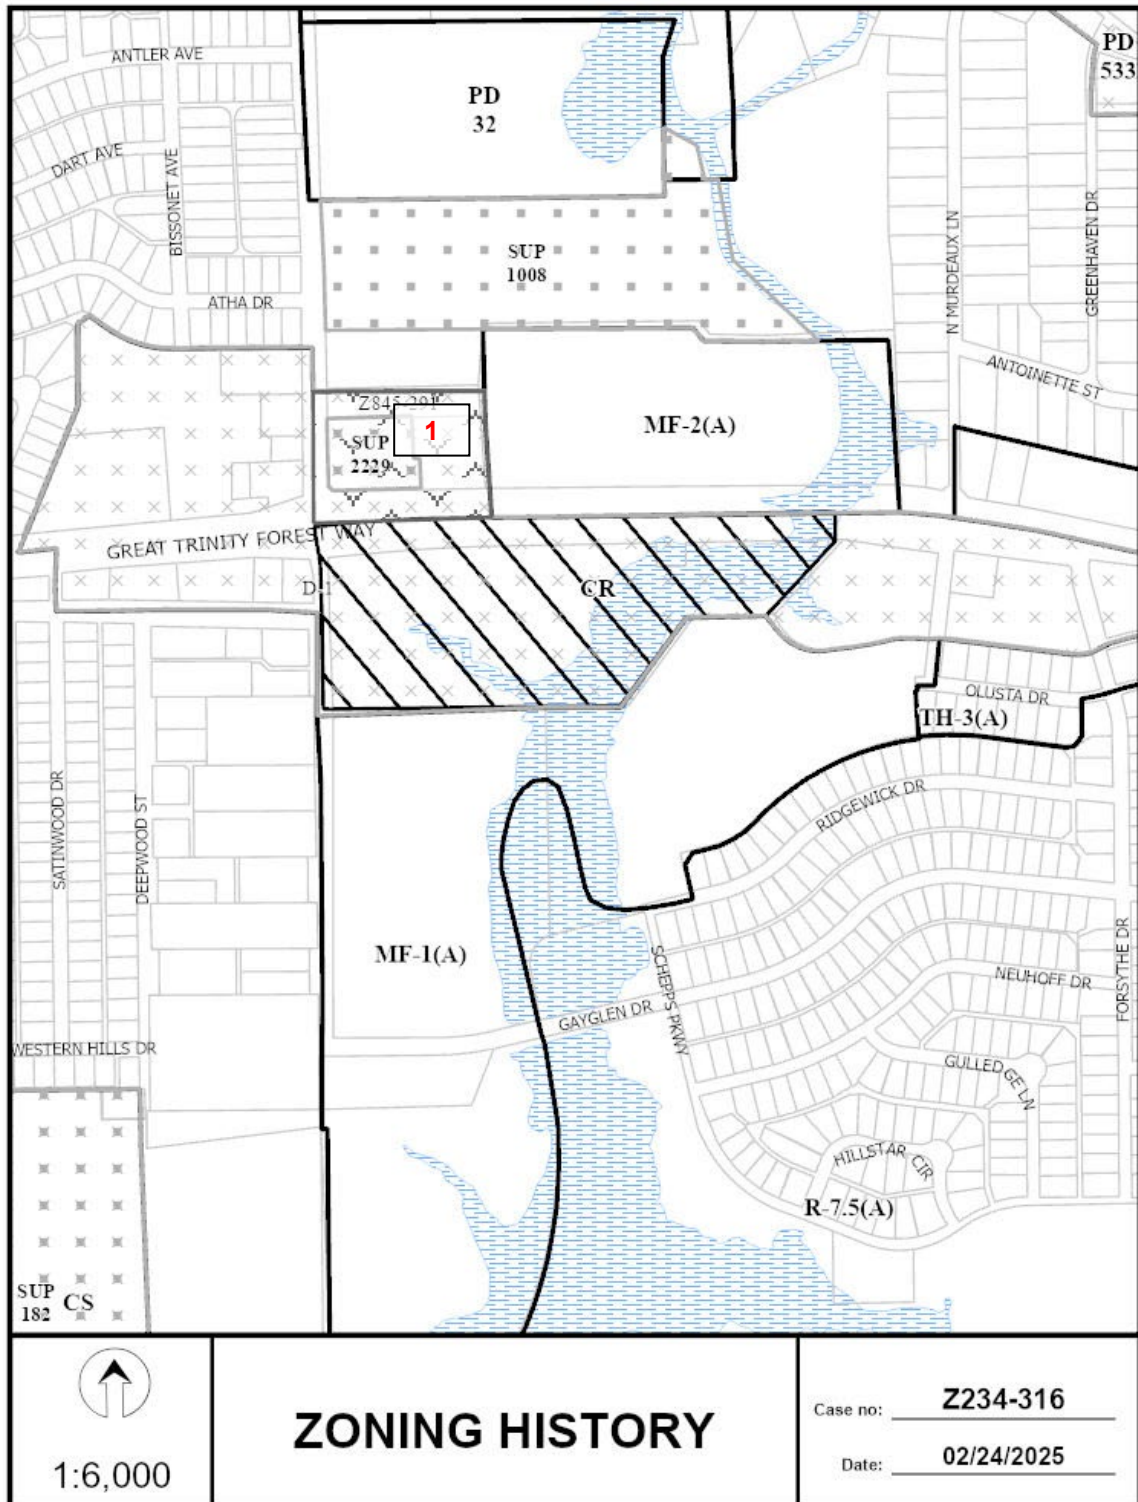 ANTLER AVE
PD
533
PD
32
DART AVE
BISSONET AVE
N MURDEAUX LN
GREENHAVEN DR
SUP
1008
ATHA DR
ANTOINETTE ST
Z845-291
1
SUP
2229
MF-2(A)
GREAT TRINITY FOREST WAY
D-1
CR
OLUSTA DR
TH-3(A)
RIDGEWICK DR
SATINWOOD DR
DEEPWOOD ST
MF-1(A)
SCHEPPS PKWY
FORSYTHE DR
NEUHOFF DR
GAYGLEN DR
WESTERN HILLS DR
GULLEDGE LN
HILLSTAR CIR
R-7.5(A)
SUP
182
CS
1:6,000
ZONING HISTORY
Case no: Z234-316
Date: 02/24/2025